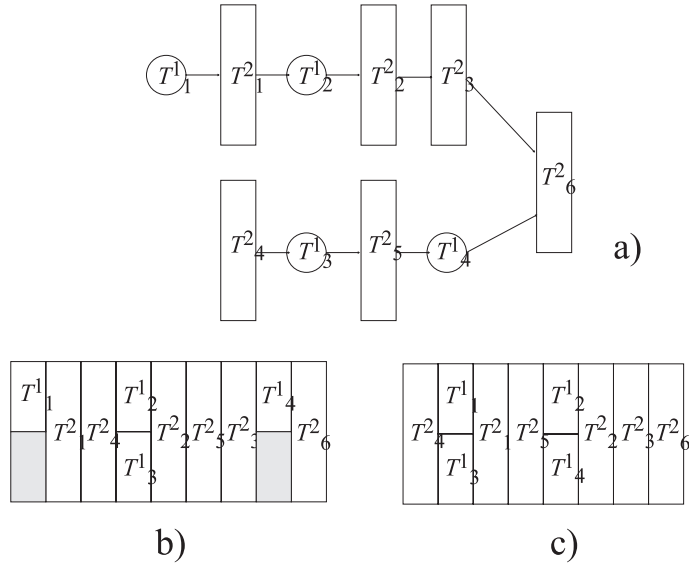 T¹₁ T²₁ T¹₂ T²₂ T²₃
T²₆
T²₄ T¹₃ T²₅ T¹₄
a)
T¹₁ T²₁ T²₄ T¹₂ T¹₃ T²₂ T²₅ T²₃ T¹₄ T²₆
b)
T²₄ T¹₁ T¹₃ T²₁ T²₅ T¹₂ T¹₄ T²₂ T²₃ T²₆
c)